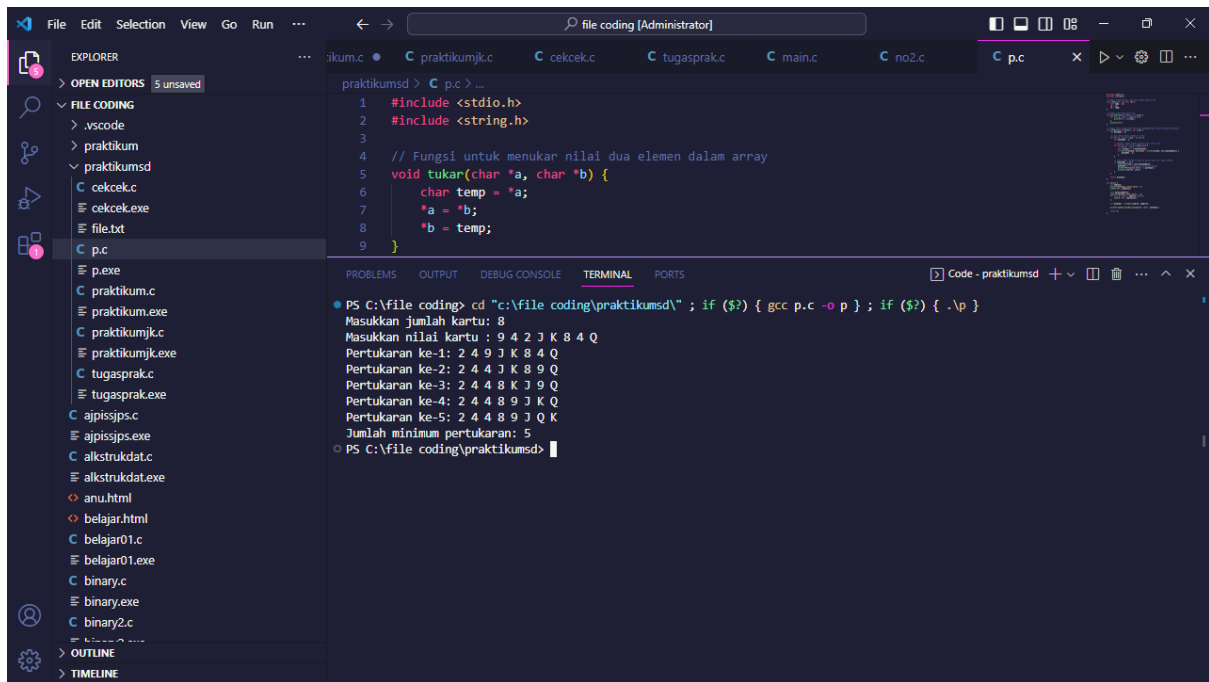 File Edit Selection View Go Run ···
file coding [Administrator]
EXPLORER
OPEN EDITORS 5 unsaved
FILE CODING
.vscode
praktikum
praktikumsd
cekcek.c
cekcek.exe
file.txt
p.c
p.exe
praktikum.c
praktikum.exe
praktikumjk.c
praktikumjk.exe
tugasprak.c
tugasprak.exe
ajpissjps.c
ajpissjps.exe
alkstrukdat.c
alkstrukdat.exe
anu.html
belajar.html
belajar01.c
belajar01.exe
binary.c
binary.exe
binary2.c
binary2.exe
OUTLINE
TIMELINE
5
1
ikum.c praktikumjk.c cekcek.c tugasprak.c main.c no2.c p.c
praktikumsd > C p.c > ...
1 #include <stdio.h>
2 #include <string.h>
3
4 // Fungsi untuk menukar nilai dua elemen dalam array
5 void tukar(char *a, char *b) {
6 char temp = *a;
7 *a = *b;
8 *b = temp;
9 }
PROBLEMS OUTPUT DEBUG CONSOLE TERMINAL PORTS
Code - praktikumsd
PS C:\file coding> cd "c:\file coding\praktikumsd\" ; if ($?) { gcc p.c -o p } ; if ($?) { .\p }
Masukkan jumlah kartu: 8
Masukkan nilai kartu : 9 4 2 J K 8 4 Q
Pertukaran ke-1: 2 4 9 J K 8 4 Q
Pertukaran ke-2: 2 4 4 J K 8 9 Q
Pertukaran ke-3: 2 4 4 8 K J 9 Q
Pertukaran ke-4: 2 4 4 8 9 J K Q
Pertukaran ke-5: 2 4 4 8 9 J Q K
Jumlah minimum pertukaran: 5
PS C:\file coding\praktikumsd>